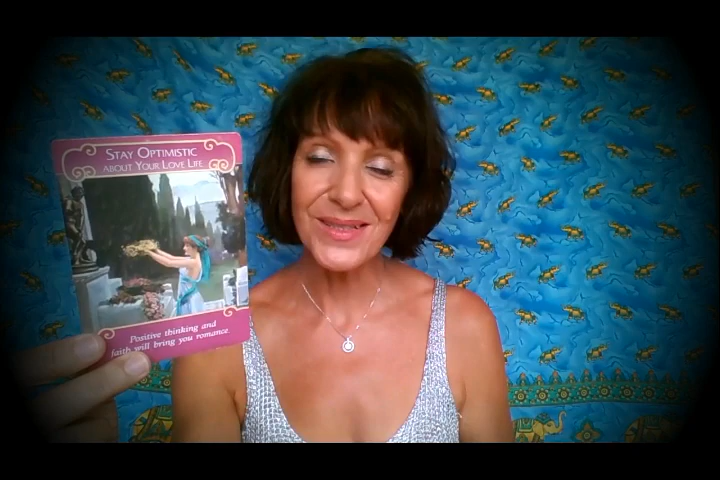 STAY OPTIMISTIC
ABOUT YOUR LOVE LIFE
Positive thinking and
faith will bring you romance.